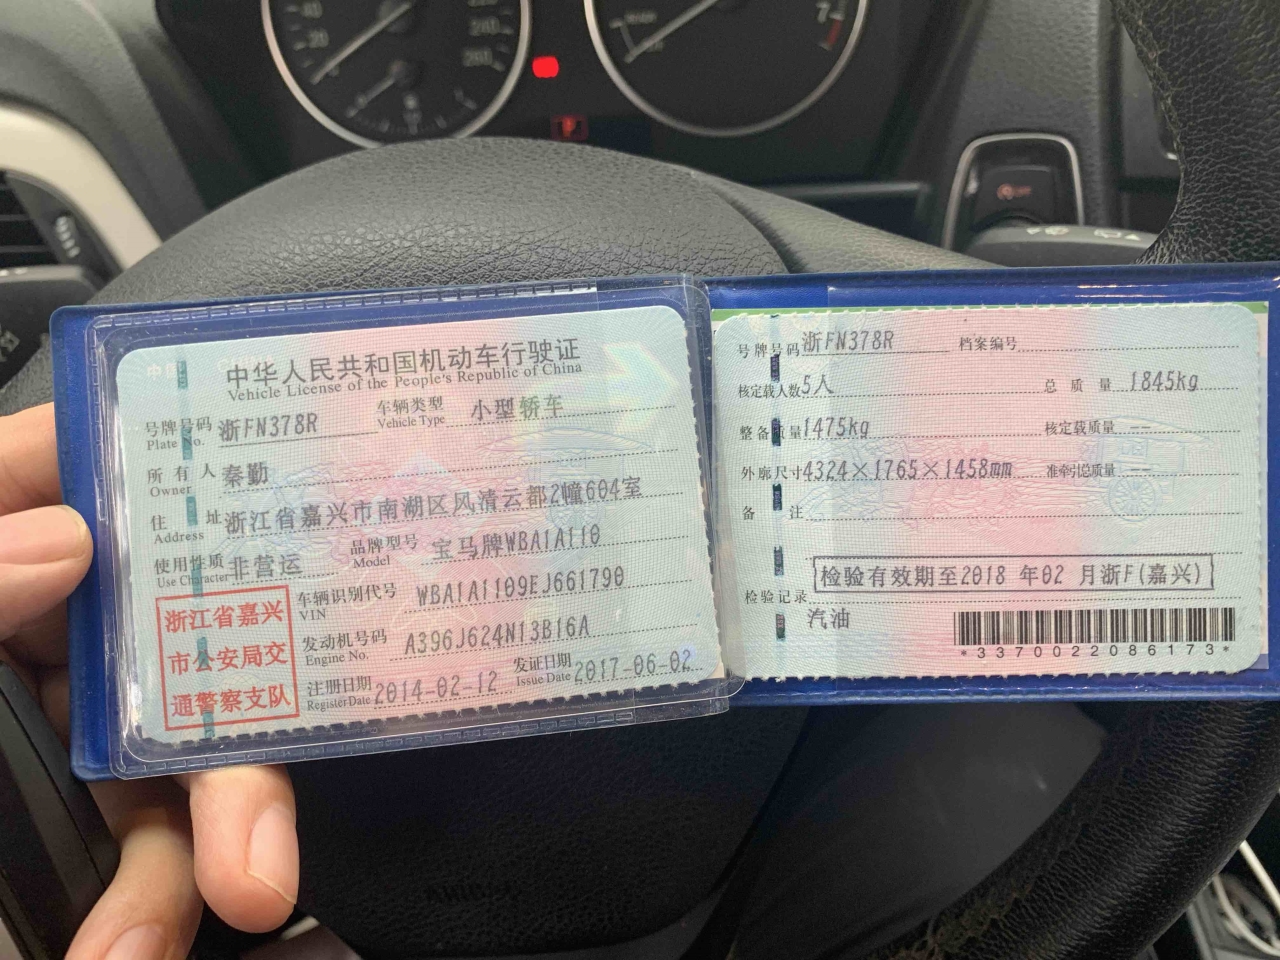 40
20
240
260
7
P
OFF
中华人民共和国机动车行驶证
Vehicle License of the People's Republic of China
号牌号码 Plate No. 浙FN378R 车辆类型 Vehicle Type 小型轿车
所有人 Owner 秦勤
住址 Address 浙江省嘉兴市南湖区风清云都2幢604室
使用性质 Use Character 非营运 品牌型号 Model 宝马牌WBA1A110
浙江省嘉兴
市公安局交
通警察支队
车辆识别代号 VIN WBA1A1109EJ661790
发动机号码 Engine No. A396J624N13B16A
注册日期 Register Date 2014-02-12 发证日期 Issue Date 2017-06-02
号牌号码 浙FN378R 档案编号
核定载人数 5人 总质量 1845kg
整备质量 1475kg 核定载质量 --
外廓尺寸 4324×1765×1458mm 准牵引总质量 --
备注
检验有效期至2018 年02 月浙F(嘉兴)
检验记录
汽油
*3370022086173*